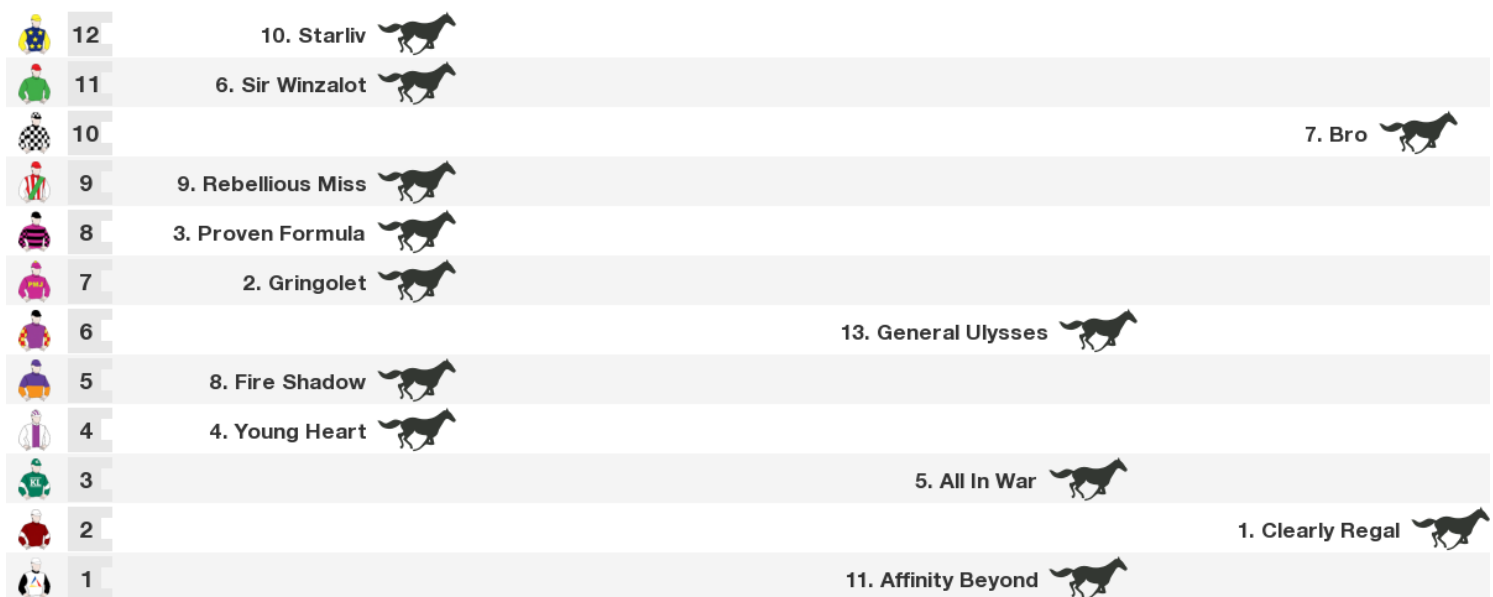 12 10. Starliv
11 6. Sir Winzalot
10 7. Bro
9 9. Rebellious Miss
8 3. Proven Formula
PMJ 7 2. Gringolet
6 13. General Ulysses
5 8. Fire Shadow
4 4. Young Heart
KL 3 5. All In War
2 1. Clearly Regal
1 11. Affinity Beyond